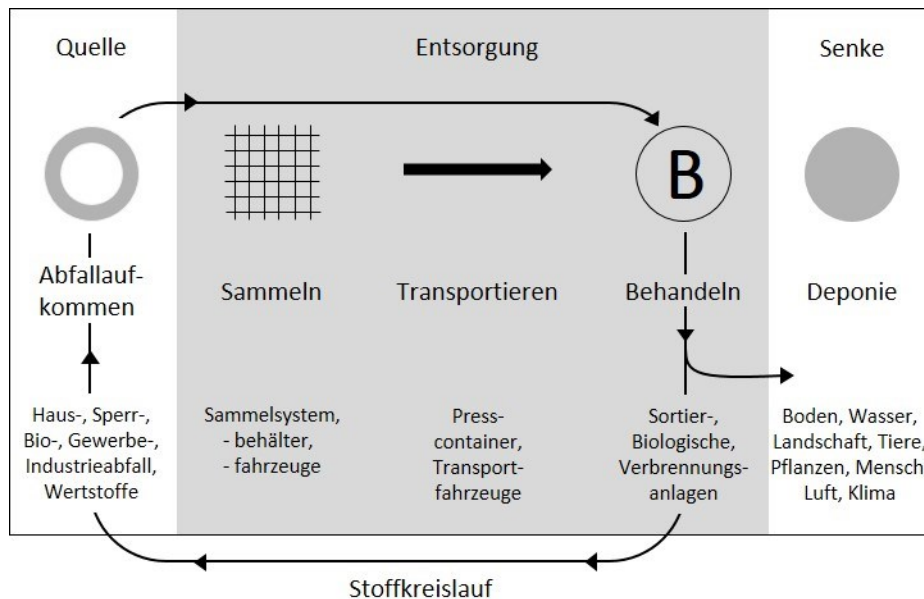 Quelle
Entsorgung
Senke
B
Abfallauf-
kommen
Sammeln
Transportieren
Behandeln
Deponie
Haus-, Sperr-,
Bio-, Gewerbe-,
Industrieabfall,
Wertstoffe
Sammelsystem,
- behälter,
- fahrzeuge
Press-
container,
Transport-
fahrzeuge
Sortier-,
Biologische,
Verbrennungs-
anlagen
Boden, Wasser,
Landschaft, Tiere,
Pflanzen, Mensch,
Luft, Klima
Stoffkreislauf